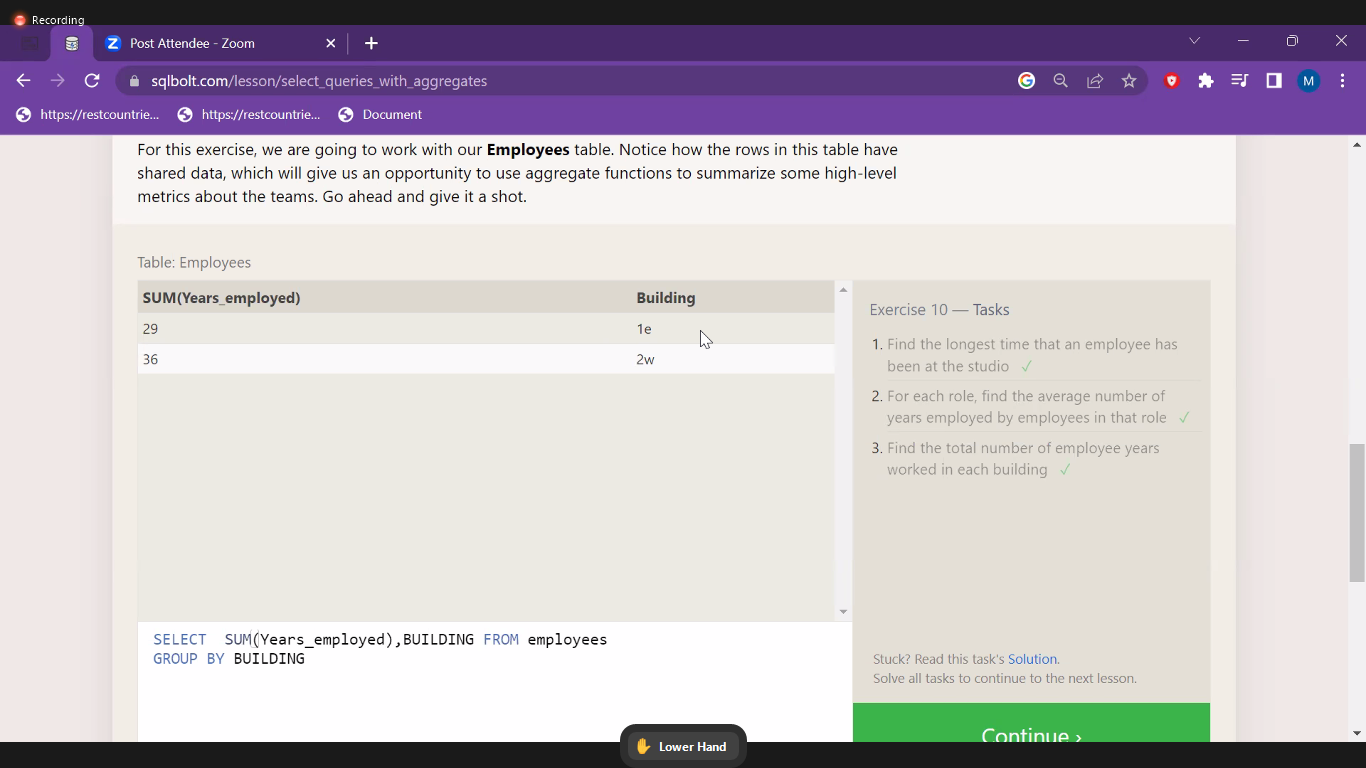 Recording
Post Attendee - Zoom
sqlbolt.com/lesson/select_queries_with_aggregates
M
https://restcountrie... https://restcountrie... Document
For this exercise, we are going to work with our Employees table. Notice how the rows in this table have
shared data, which will give us an opportunity to use aggregate functions to summarize some high-level
metrics about the teams. Go ahead and give it a shot.
Table: Employees
SUM(Years_employed) Building
29 1e
36 2w
Exercise 10 — Tasks
1. Find the longest time that an employee has
been at the studio ✓
2. For each role, find the average number of
years employed by employees in that role ✓
3. Find the total number of employee years
worked in each building ✓
Stuck? Read this task's Solution.
Solve all tasks to continue to the next lesson.
Continue ›
SELECT  SUM(Years_employed),BUILDING FROM employees
GROUP BY BUILDING
Lower Hand